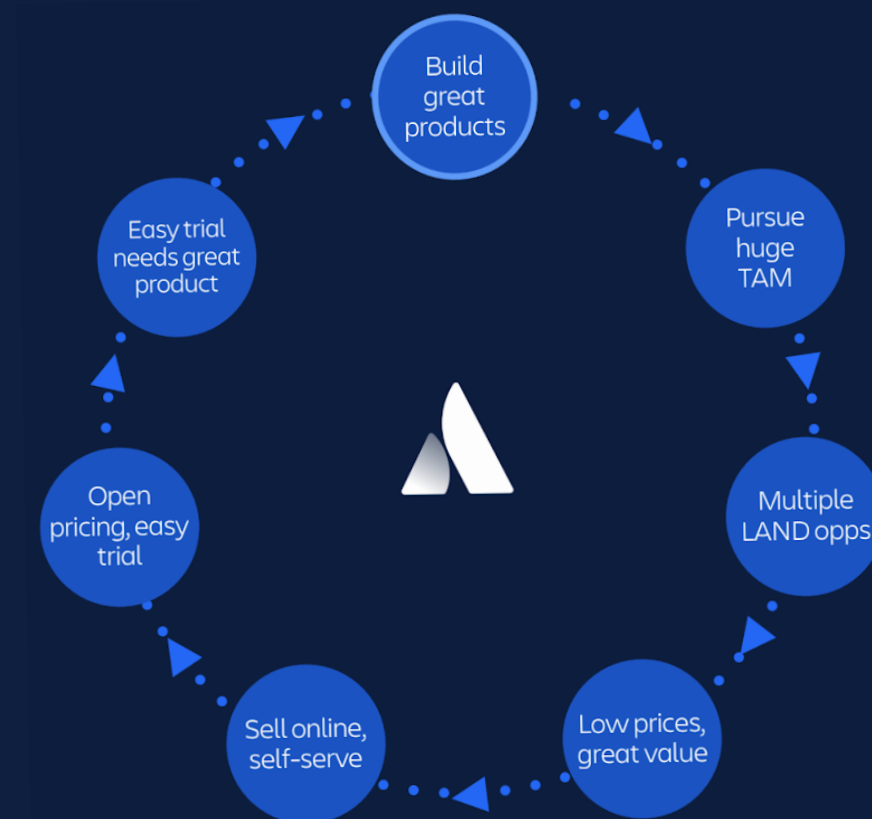 Build
great
products
Pursue
huge
TAM
Multiple
LAND opps
Low prices,
great value
Sell online,
self-serve
Open
pricing, easy
trial
Easy trial
needs great
product